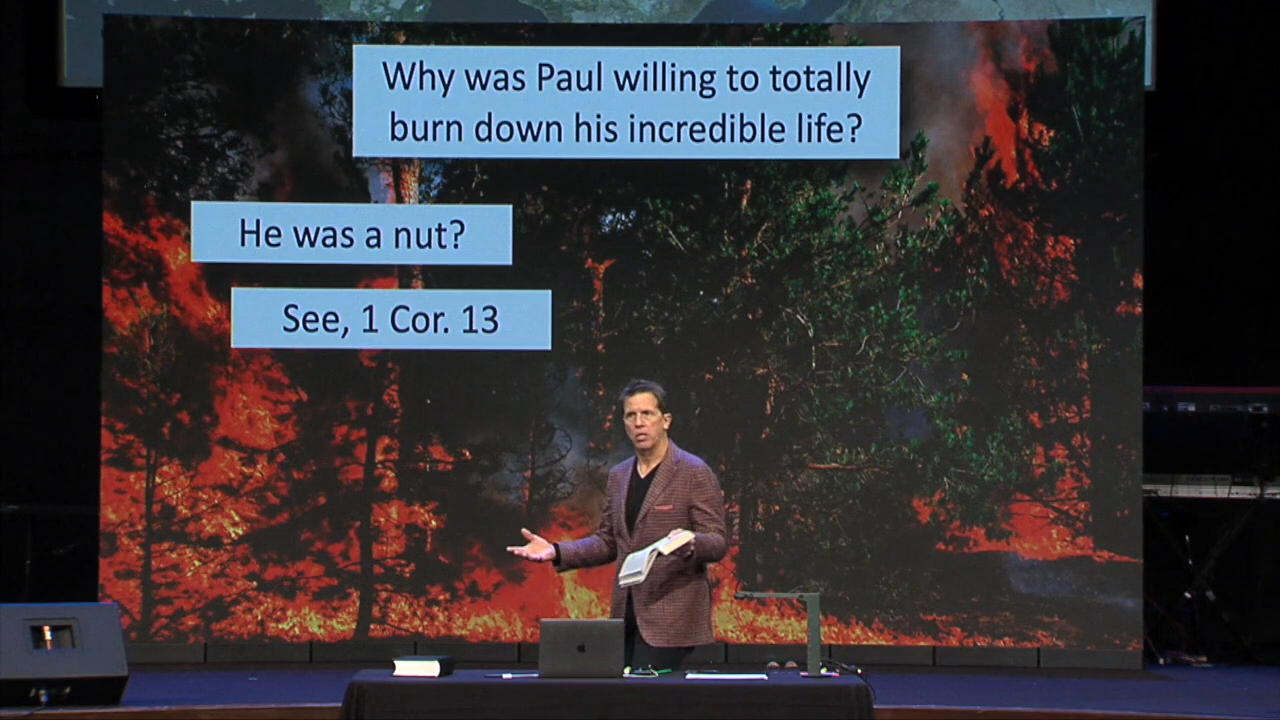 Why was Paul willing to totally
burn down his incredible life?
He was a nut?
See, 1 Cor. 13